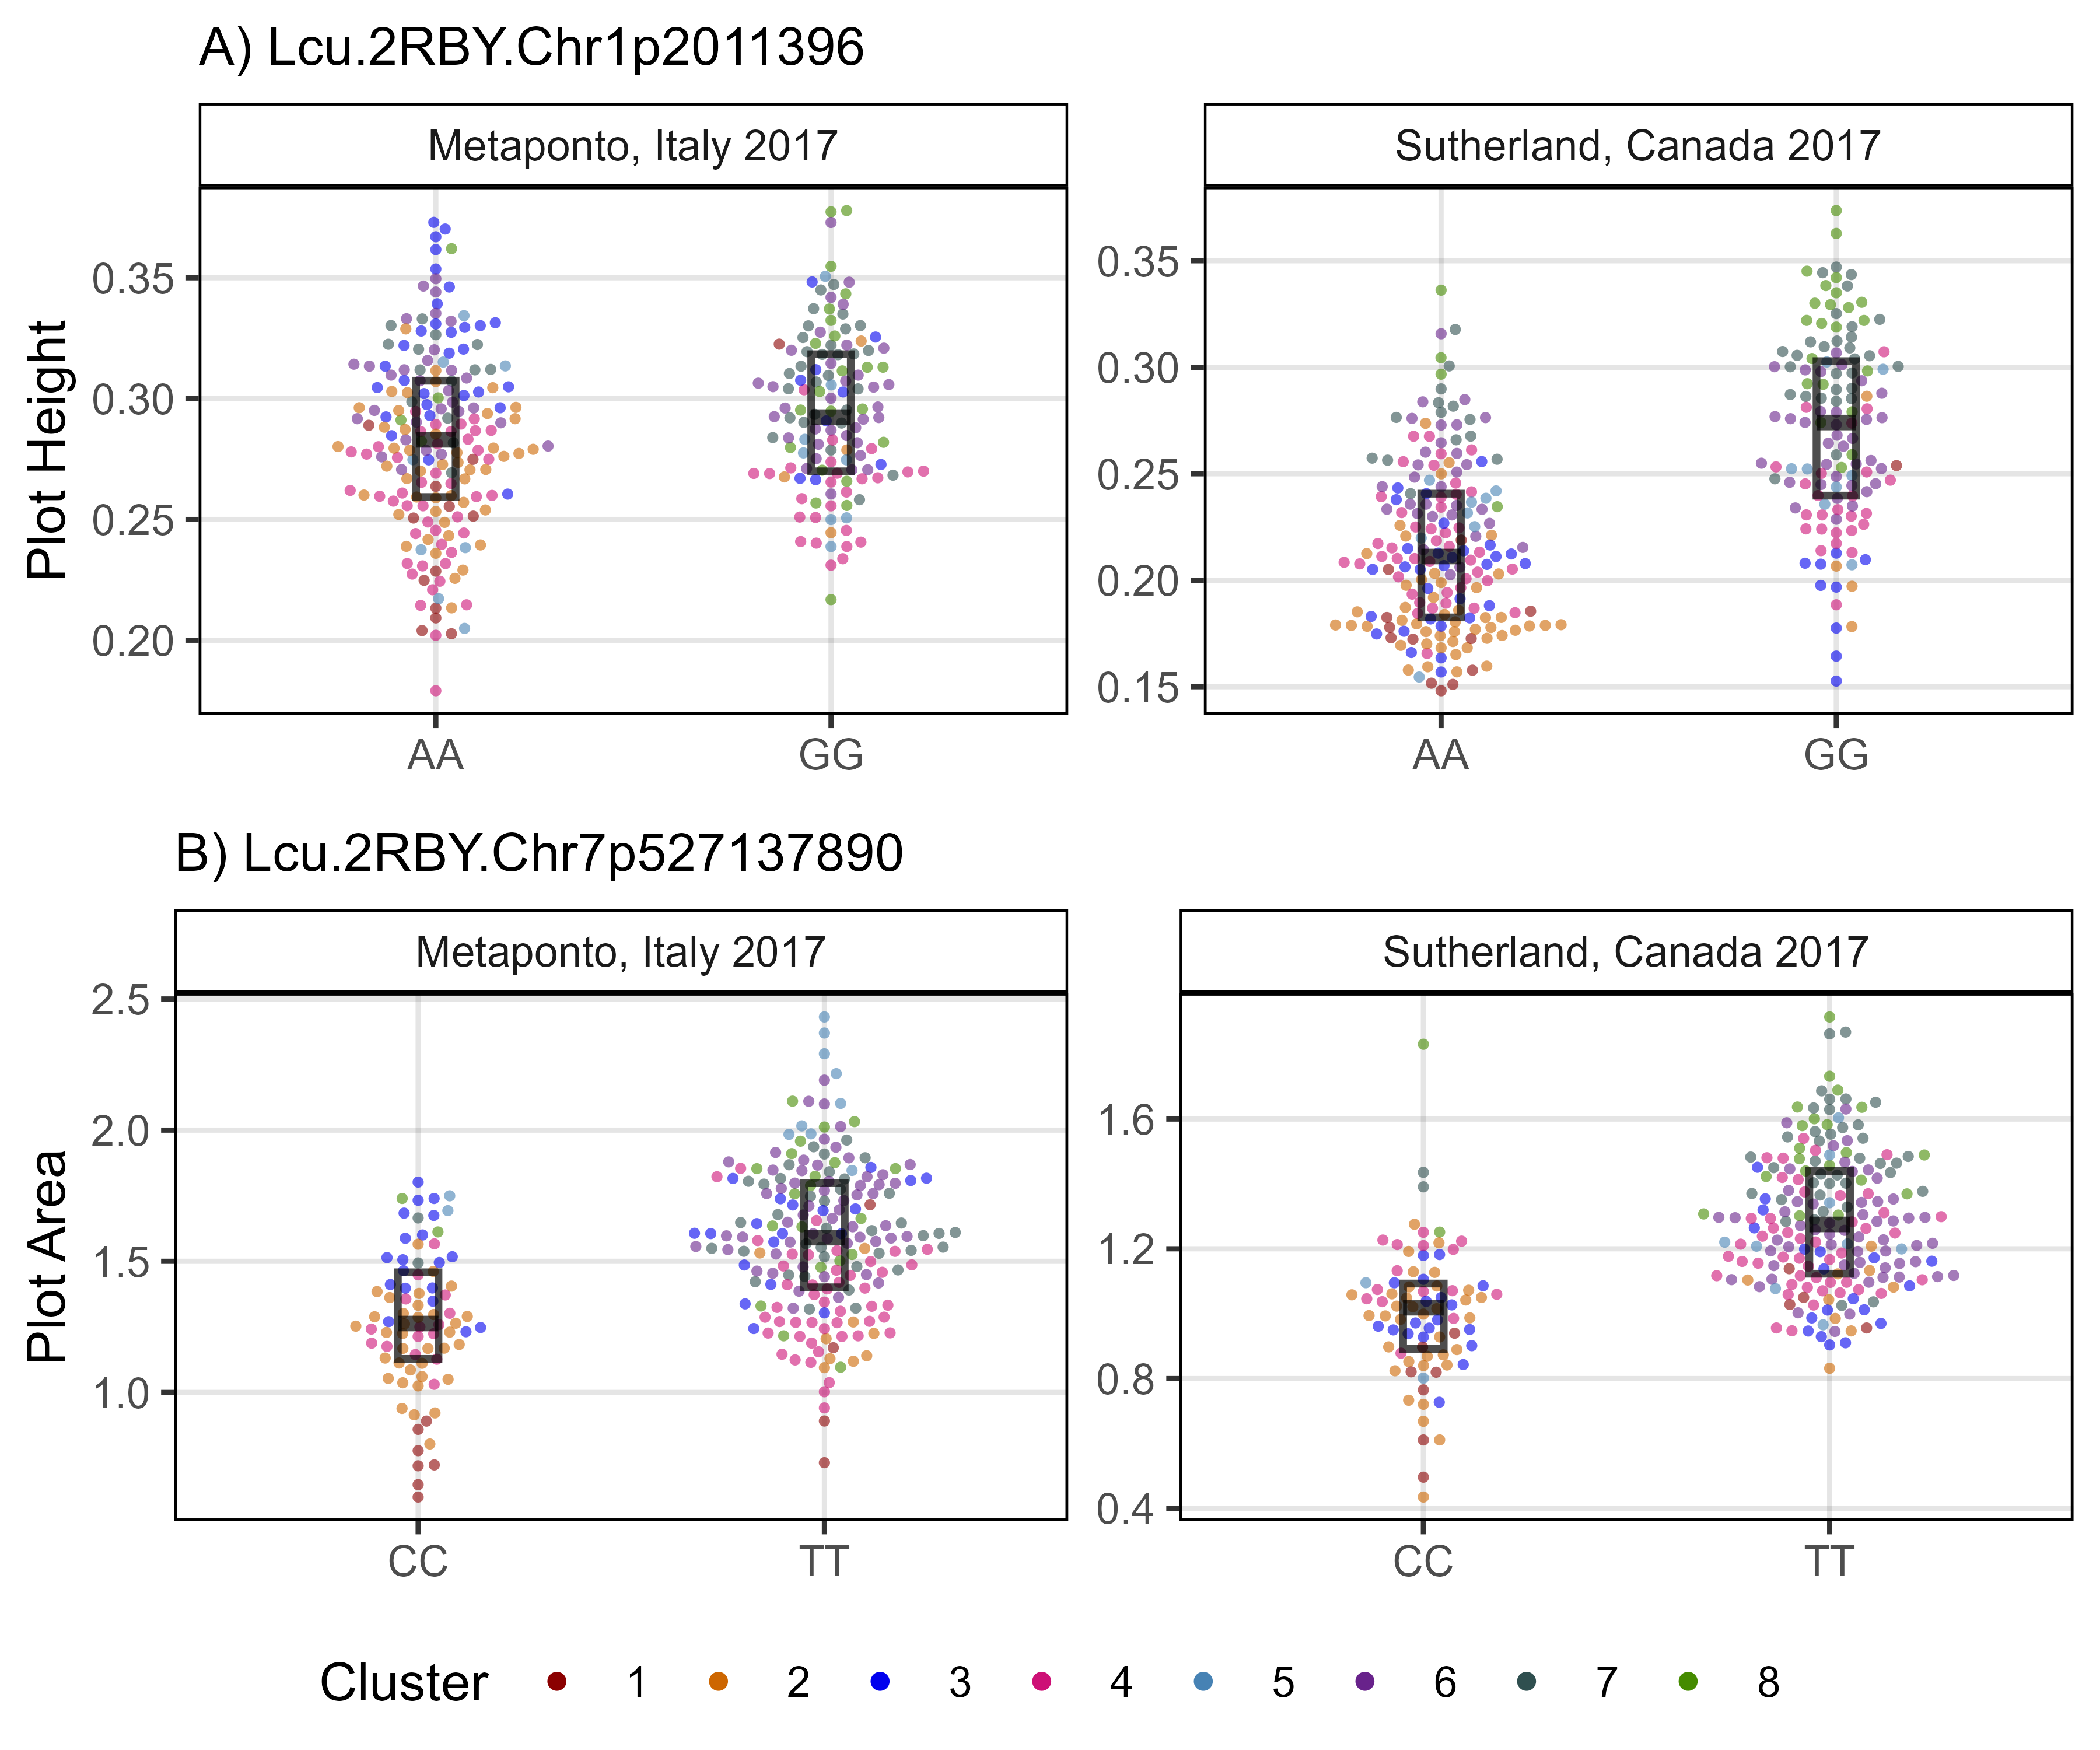 A) Lcu.2RBY.Chr1p2011396
Metaponto, Italy 2017
Sutherland, Canada 2017
Plot Height
0.35
0.30
0.25
0.20
AA
GG
0.35
0.30
0.25
0.20
0.15
AA
GG
B) Lcu.2RBY.Chr7p527137890
Metaponto, Italy 2017
Sutherland, Canada 2017
Plot Area
2.5
2.0
1.5
1.0
CC
TT
1.6
1.2
0.8
0.4
CC
TT
Cluster 1 2 3 4 5 6 7 8